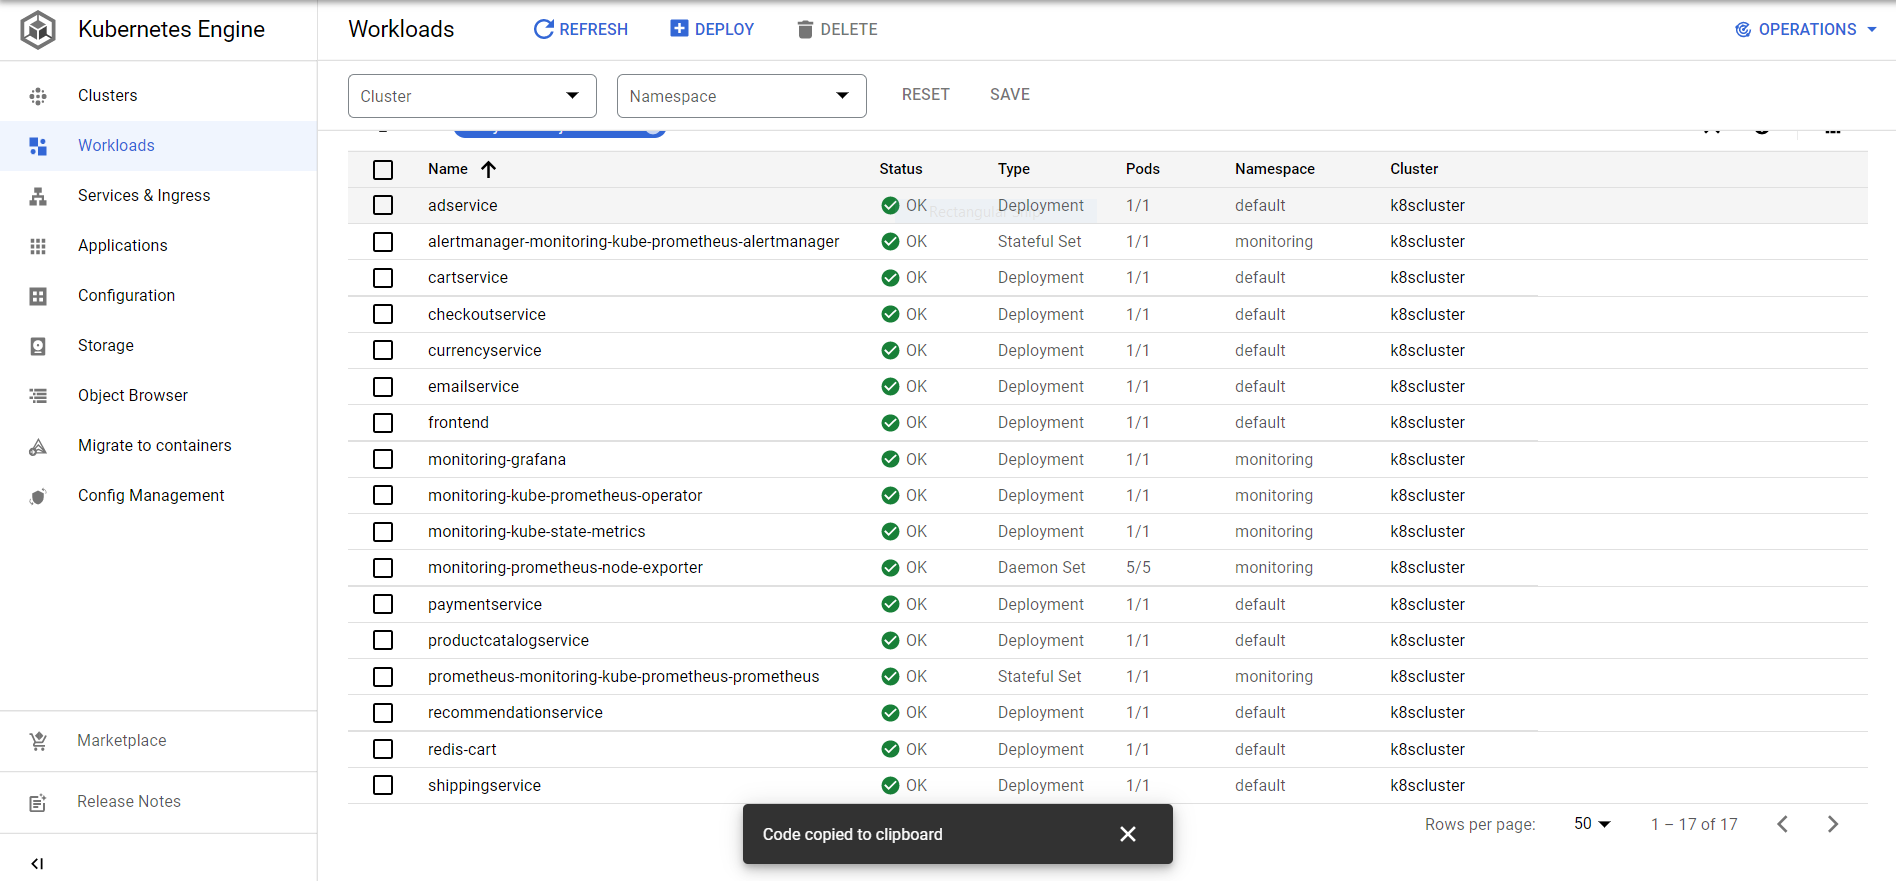 Kubernetes Engine
Workloads
REFRESH
DEPLOY
DELETE
OPERATIONS
Cluster
Namespace
RESET
SAVE
Clusters
Workloads
Services & Ingress
Applications
Configuration
Storage
Object Browser
Migrate to containers
Config Management
Marketplace
Release Notes
Name Status Type Pods Namespace Cluster
adservice OK Deployment 1/1 default k8scluster
alertmanager-monitoring-kube-prometheus-alertmanager OK Stateful Set 1/1 monitoring k8scluster
cartservice OK Deployment 1/1 default k8scluster
checkoutservice OK Deployment 1/1 default k8scluster
currencyservice OK Deployment 1/1 default k8scluster
emailservice OK Deployment 1/1 default k8scluster
frontend OK Deployment 1/1 default k8scluster
monitoring-grafana OK Deployment 1/1 monitoring k8scluster
monitoring-kube-prometheus-operator OK Deployment 1/1 monitoring k8scluster
monitoring-kube-state-metrics OK Deployment 1/1 monitoring k8scluster
monitoring-prometheus-node-exporter OK Daemon Set 5/5 monitoring k8scluster
paymentservice OK Deployment 1/1 default k8scluster
productcatalogservice OK Deployment 1/1 default k8scluster
prometheus-monitoring-kube-prometheus-prometheus OK Stateful Set 1/1 monitoring k8scluster
recommendationservice OK Deployment 1/1 default k8scluster
redis-cart OK Deployment 1/1 default k8scluster
shippingservice OK Deployment 1/1 default k8scluster
Code copied to clipboard
Rows per page: 50 1 – 17 of 17